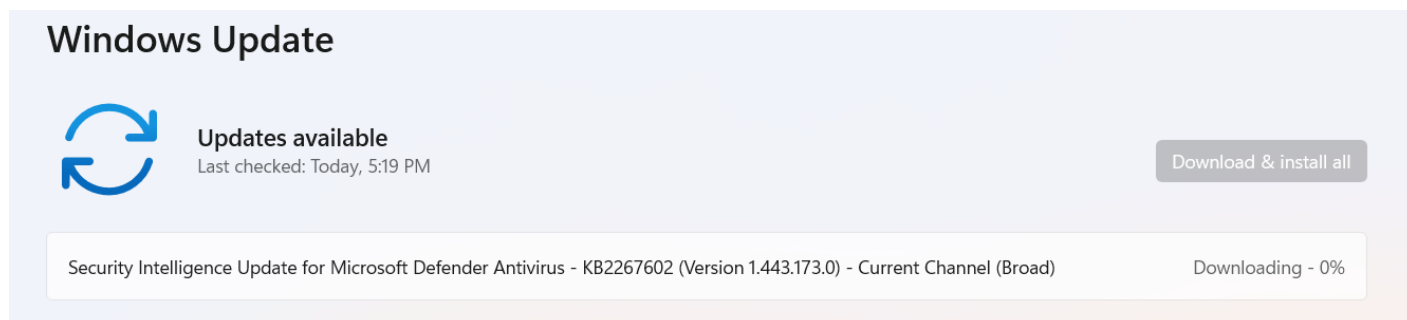 Windows Update
Updates available
Last checked: Today, 5:19 PM
Download & install all
Security Intelligence Update for Microsoft Defender Antivirus - KB2267602 (Version 1.443.173.0) - Current Channel (Broad)
Downloading - 0%